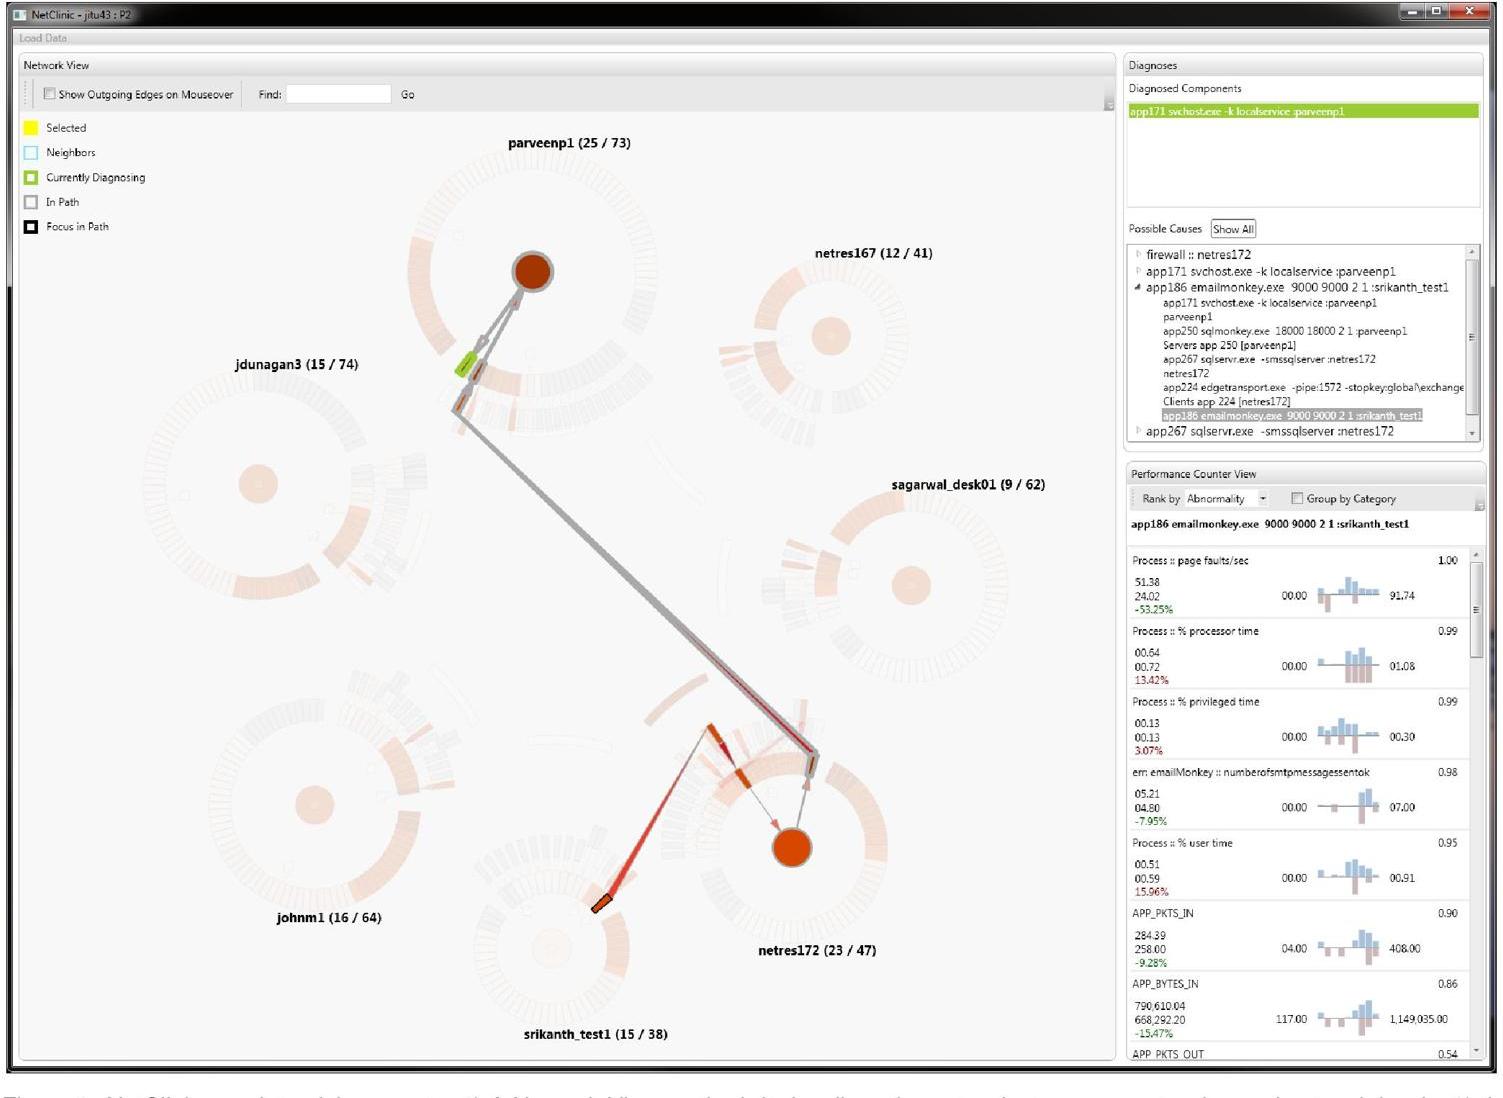 NetClinic - jitu43 : P2
Load Data
Network View
Show Outgoing Edges on Mouseover
Find:
Go
Selected
Neighbors
Currently Diagnosing
In Path
Focus in Path
parveenp1 (25 / 73)
netres167 (12 / 41)
jdunagan3 (15 / 74)
sagarwal_desk01 (9 / 62)
johnm1 (16 / 64)
netres172 (23 / 47)
srikanth_test1 (15 / 38)
Diagnoses
Diagnosed Components
app171 svchost.exe -k localservice :parveenp1
Possible Causes Show All
firewall :: netres172
app171 svchost.exe -k localservice :parveenp1
app186 emailmonkey.exe 9000 9000 2 1 :srikanth_test1
app171 svchost.exe -k localservice :parveenp1
parveenp1
app250 sqlmonkey.exe 18000 18000 2 1 :parveenp1
Servers app 250 [parveenp1]
app267 sqlservr.exe -smssqlserver :netres172
netres172
app224 edgetransport.exe -pipe:1572 -stopkey:global\exchange
Clients app 224 [netres172]
app186 emailmonkey.exe 9000 9000 2 1 :srikanth_test1
app267 sqlservr.exe -smssqlserver :netres172
Performance Counter View
Rank by Abnormality Group by Category
app186 emailmonkey.exe 9000 9000 2 1 :srikanth_test1
Process :: page faults/sec 1.00
51.38
24.02 00.00 91.74
-53.25%
Process :: % processor time 0.99
00.64
00.72 00.00 01.08
13.42%
Process :: % privileged time 0.99
00.13
00.13 00.00 00.30
3.07%
err: emailMonkey :: numberofsmtpmessagessentok 0.98
05.21
04.80 00.00 07.00
-7.95%
Process :: % user time 0.95
00.51
00.59 00.00 00.91
15.96%
APP_PKTS_IN 0.90
284.39
258.00 04.00 408.00
-9.28%
APP_BYTES_IN 0.86
790,610.04
668,292.20 117.00 1,149,035.00
-15.47%
APP PKTS OUT 0.54